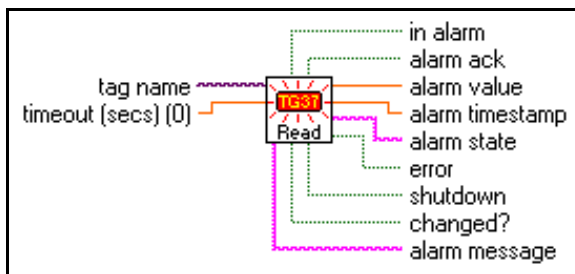 in alarm
alarm ack
tag name
alarm value
timeout (secs) (0)
TG37
alarm timestamp
Read
alarm state
error
shutdown
changed?
alarm message